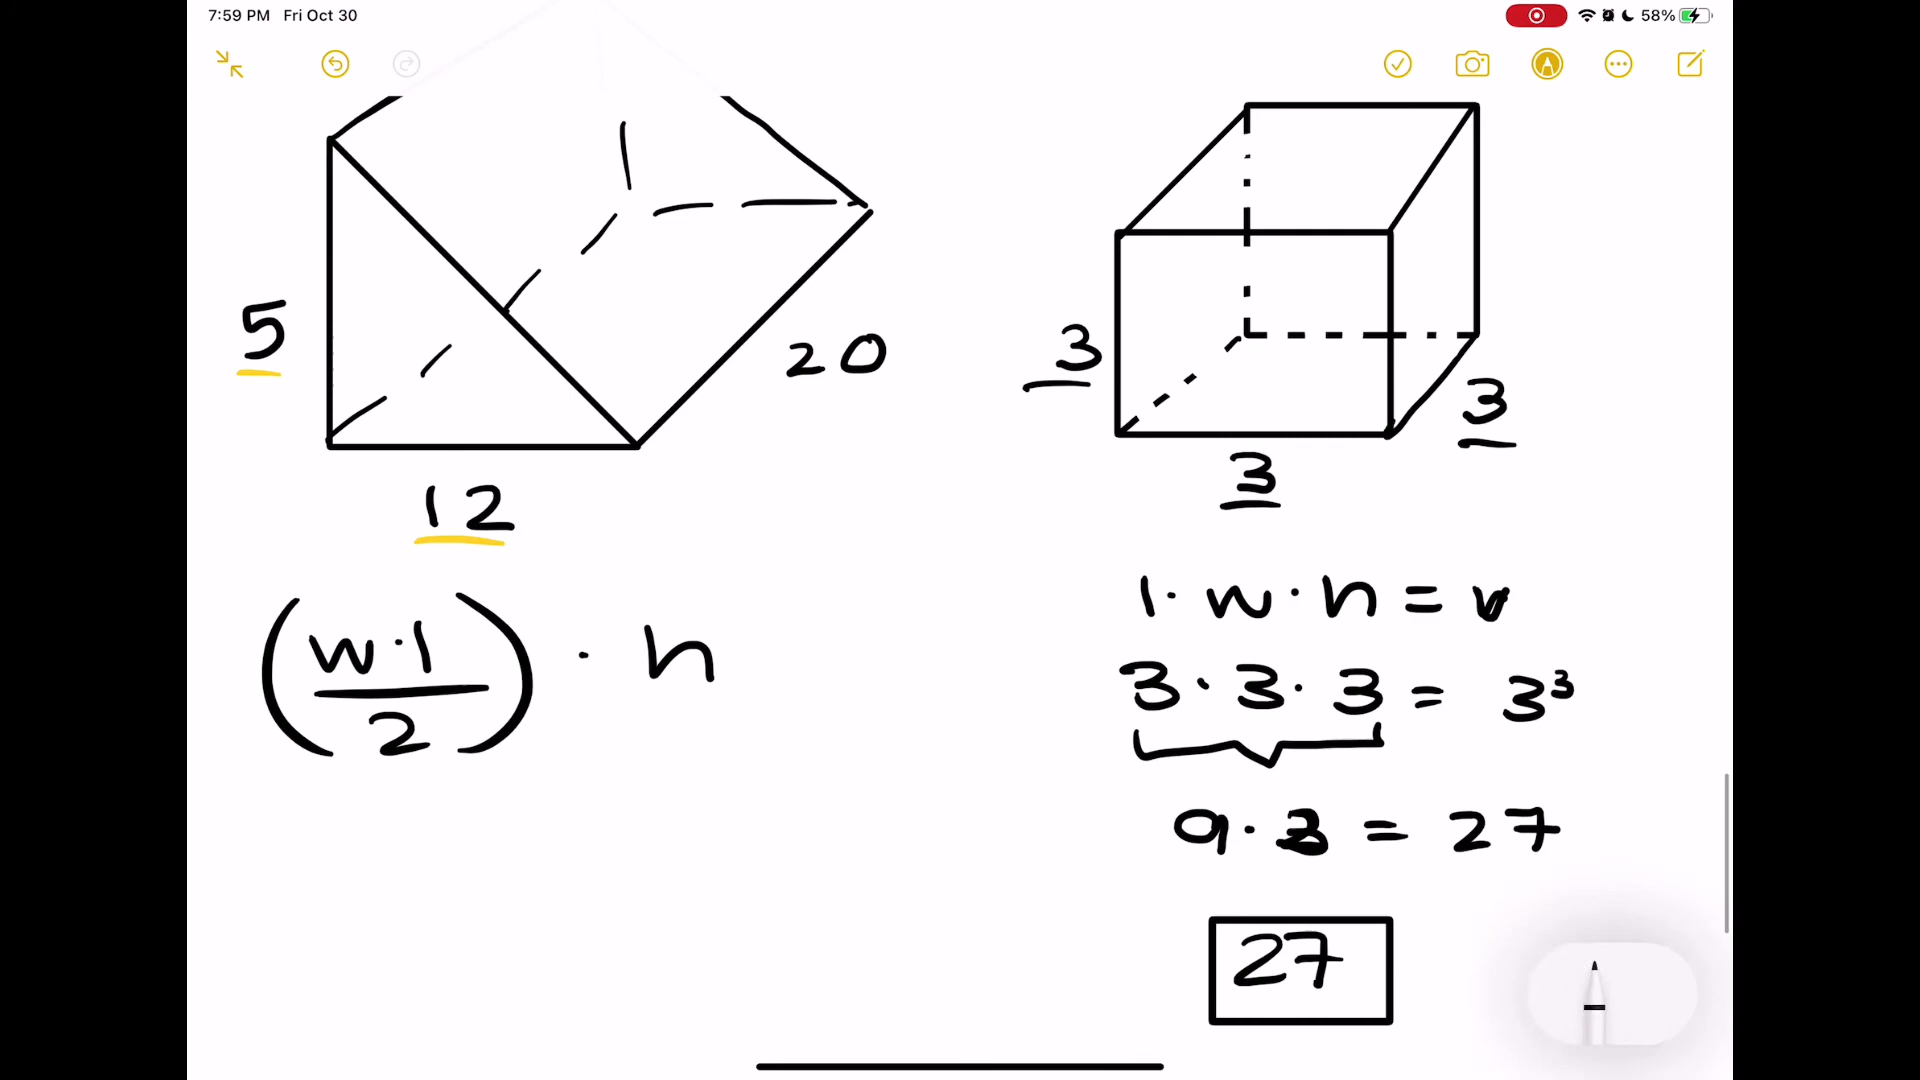 7:59 PM Fri Oct 30
58%
5
20
12
3
3
3
(w·l/2) · h
l · w · h = v
3 · 3 · 3 = 3³
9 · 3 = 27
27